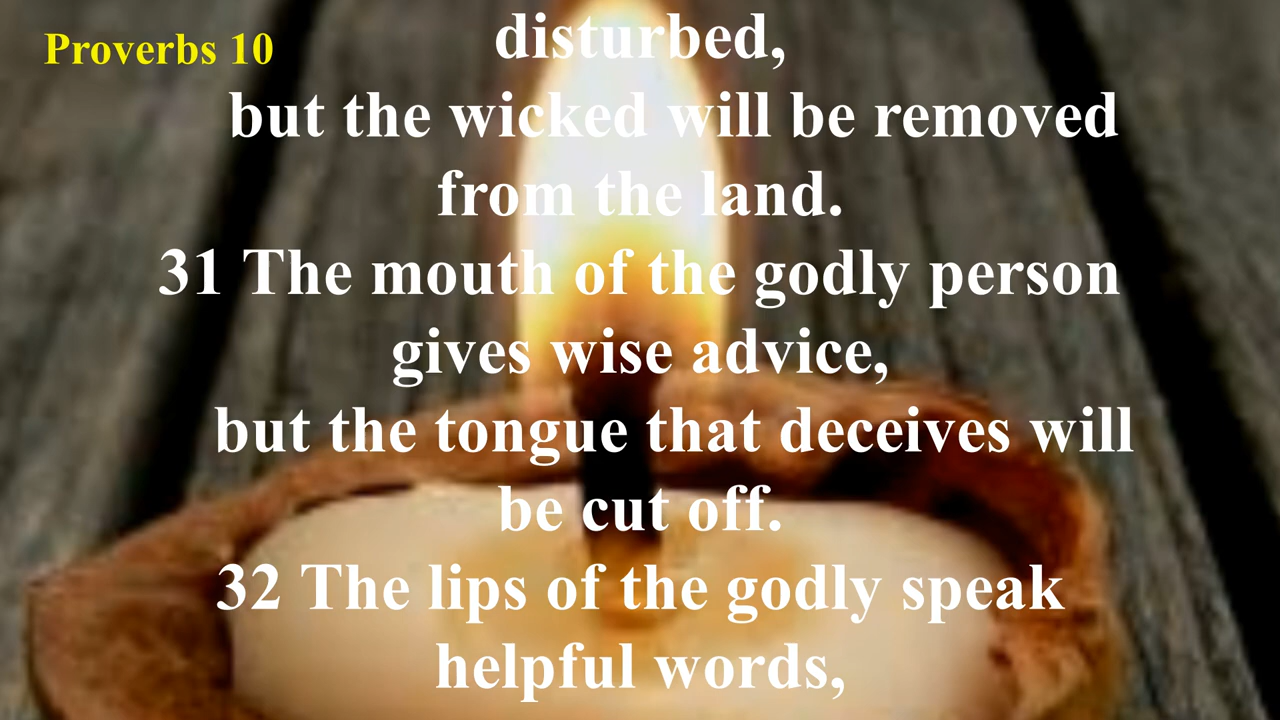 Proverbs 10
disturbed,
but the wicked will be removed
from the land.
31 The mouth of the godly person
gives wise advice,
but the tongue that deceives will
be cut off.
32 The lips of the godly speak
helpful words,